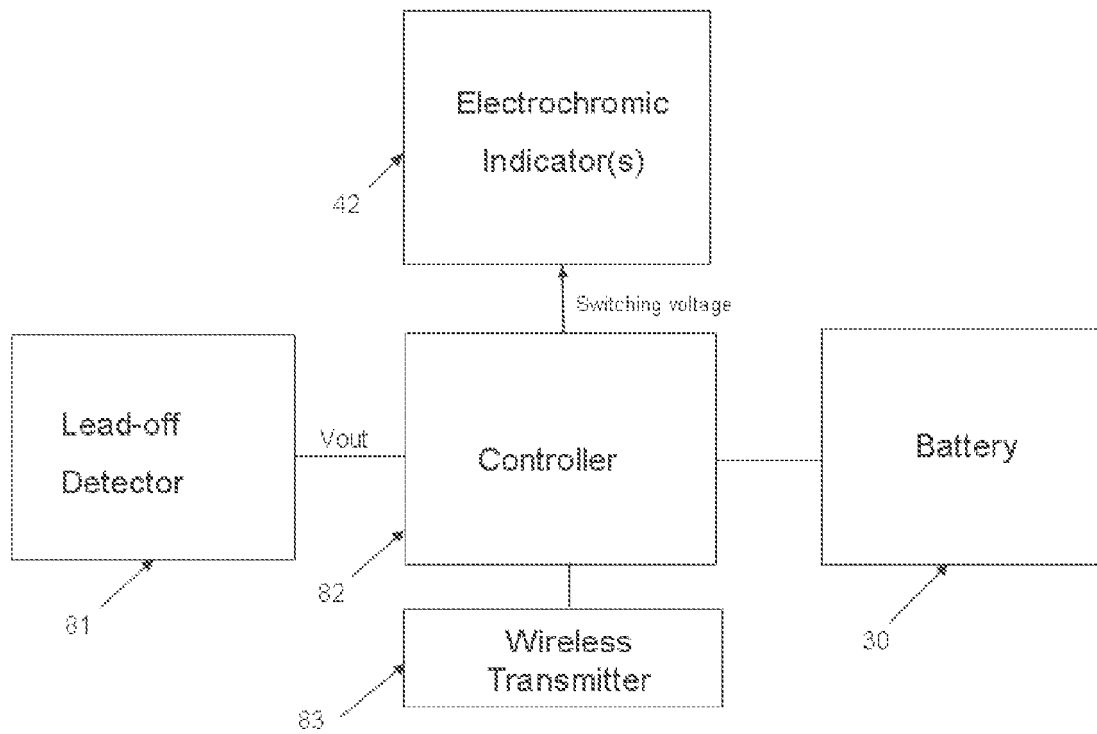 Electrochromic
Indicator(s)
42
Switching voltage
Lead-off
Detector
Vout
Controller
Battery
81
82
30
Wireless
Transmitter
83